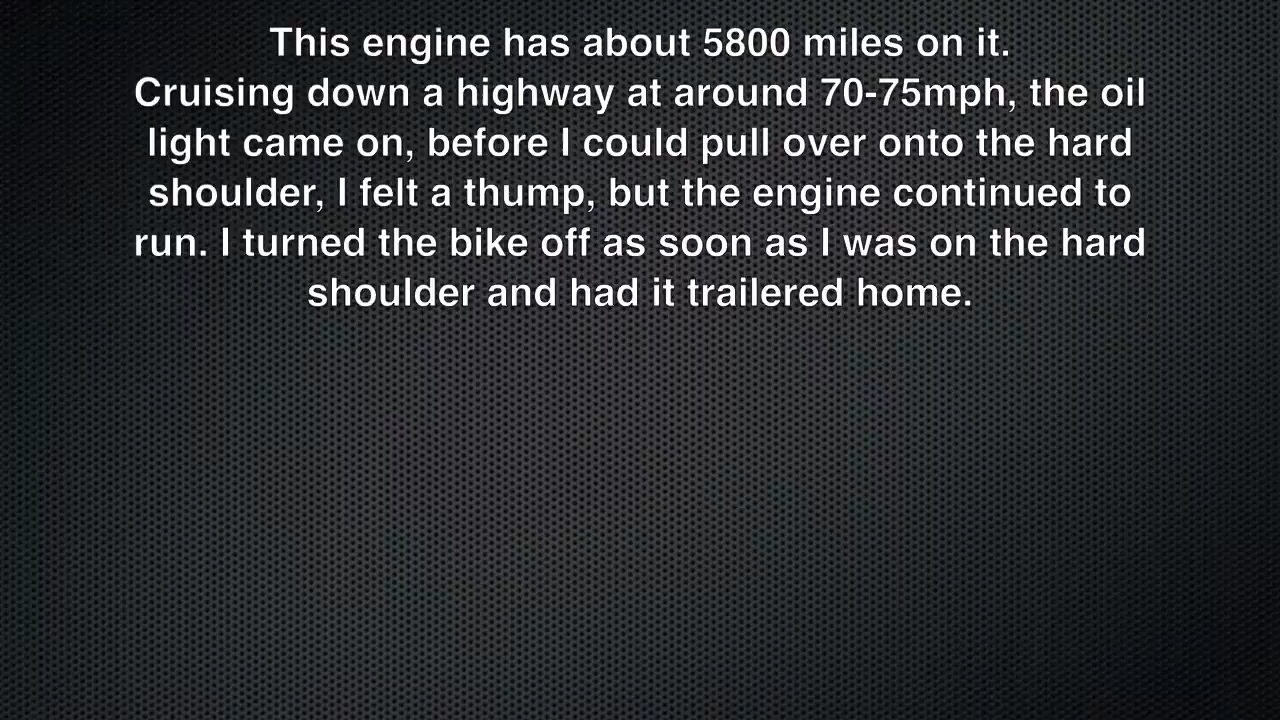 This engine has about 5800 miles on it.
Cruising down a highway at around 70-75mph, the oil
light came on, before I could pull over onto the hard
shoulder, I felt a thump, but the engine continued to
run. I turned the bike off as soon as I was on the hard
shoulder and had it trailered home.